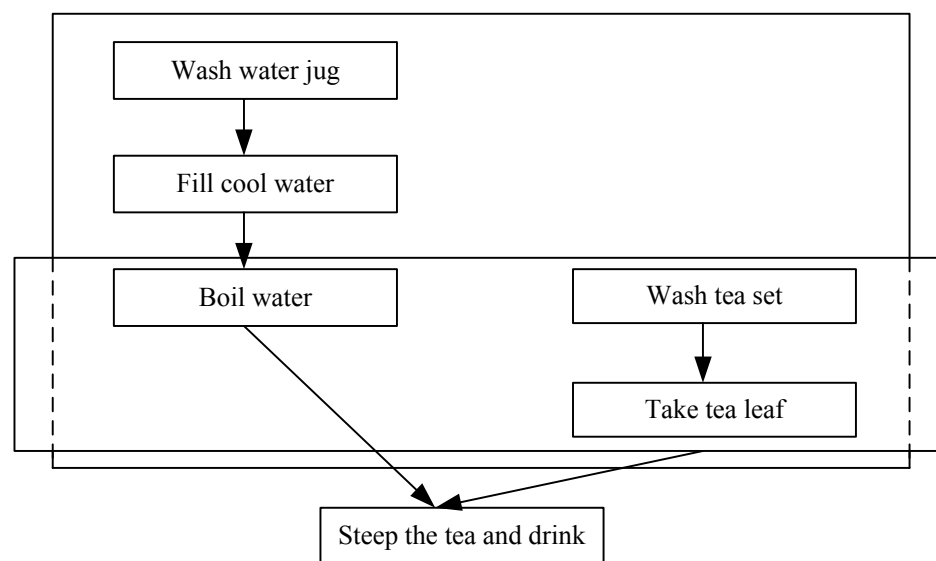 Wash water jug
Fill cool water
Boil water
Wash tea set
Take tea leaf
Steep the tea and drink